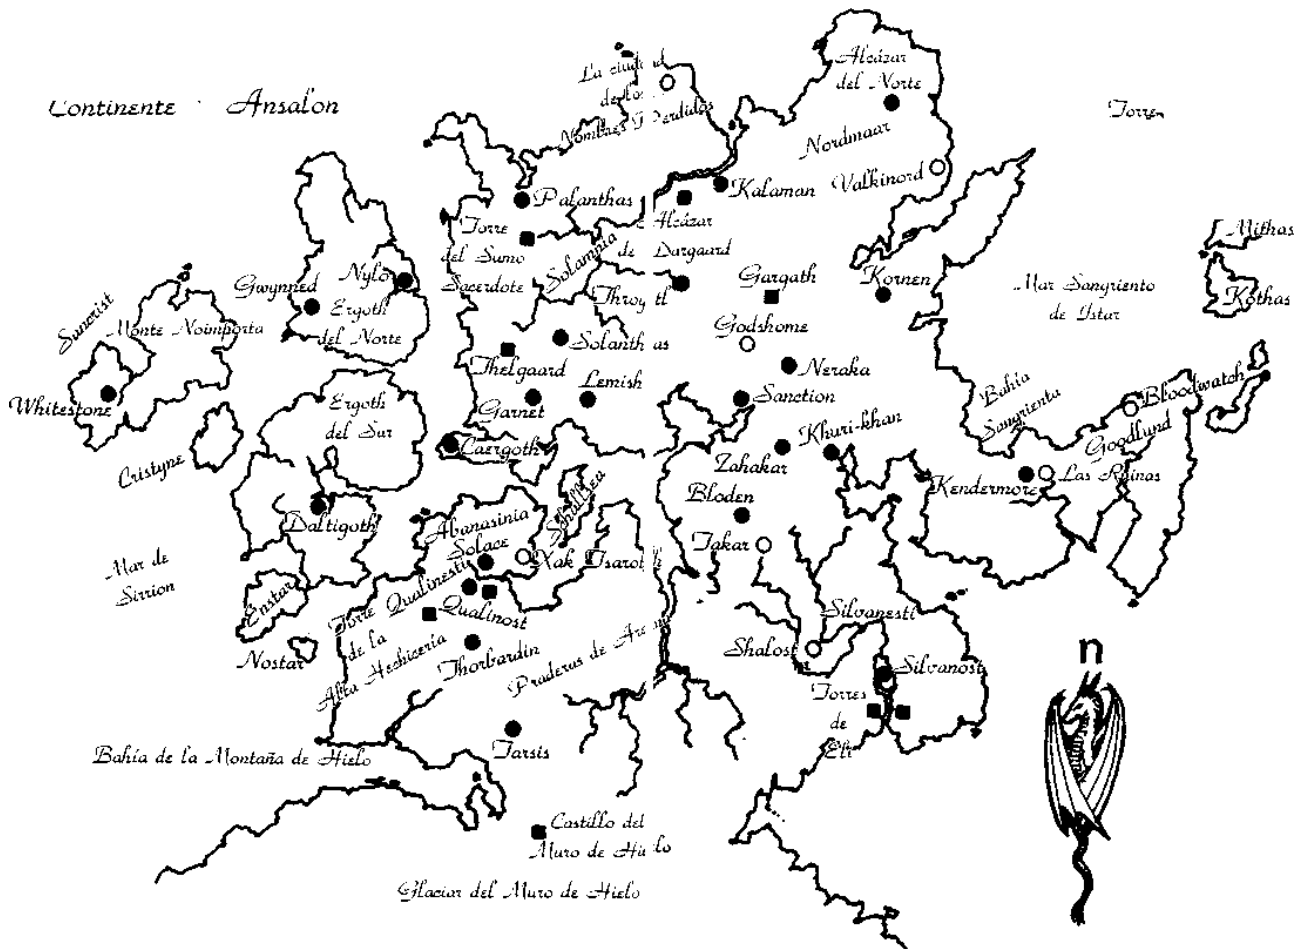 Continente Ansalon
La ciudad
de los
Nombres Perdidos
Alcázar
del Norte
Nordmaar
Valkinord
Kalaman
Palanthas
Torre
del Sumo
Sacerdote
Solamnia
Alcázar
de Dargaard
Throytl
Gargath
Kornen
Mithas
Kothas
Mar Sangriento
de Istar
Gwynned
Nylo
Ergoth
del Norte
Sancrist
Monte Noimporta
Whitestone
Cristyne
Godshome
Solanthas
Thelgaard
Garnet
Lemish
Neraka
Sanction
Ergoth
del Sur
Caergoth
Khuri-khan
Zahakar
Bahía
Sangrienta
Bloodwatch
Goodlund
Kendermore
Las Ruinas
Daltigoth
Abanasinia
Solace
Schallsea
Bloden
Takar
Xak Tsaroth
Qualinesti
Qualinost
Mar de
Sirrion
Enstar
Nostar
Torre
de la
Alta Hechicería
Thorbardin
Praderas de
Silvanesti
Shalost
Silvanost
Torres
de
Eli
n
Tarsis
Bahía de la Montaña de Hielo
Castillo del
Muro de Hielo
Glaciar del Muro de Hielo